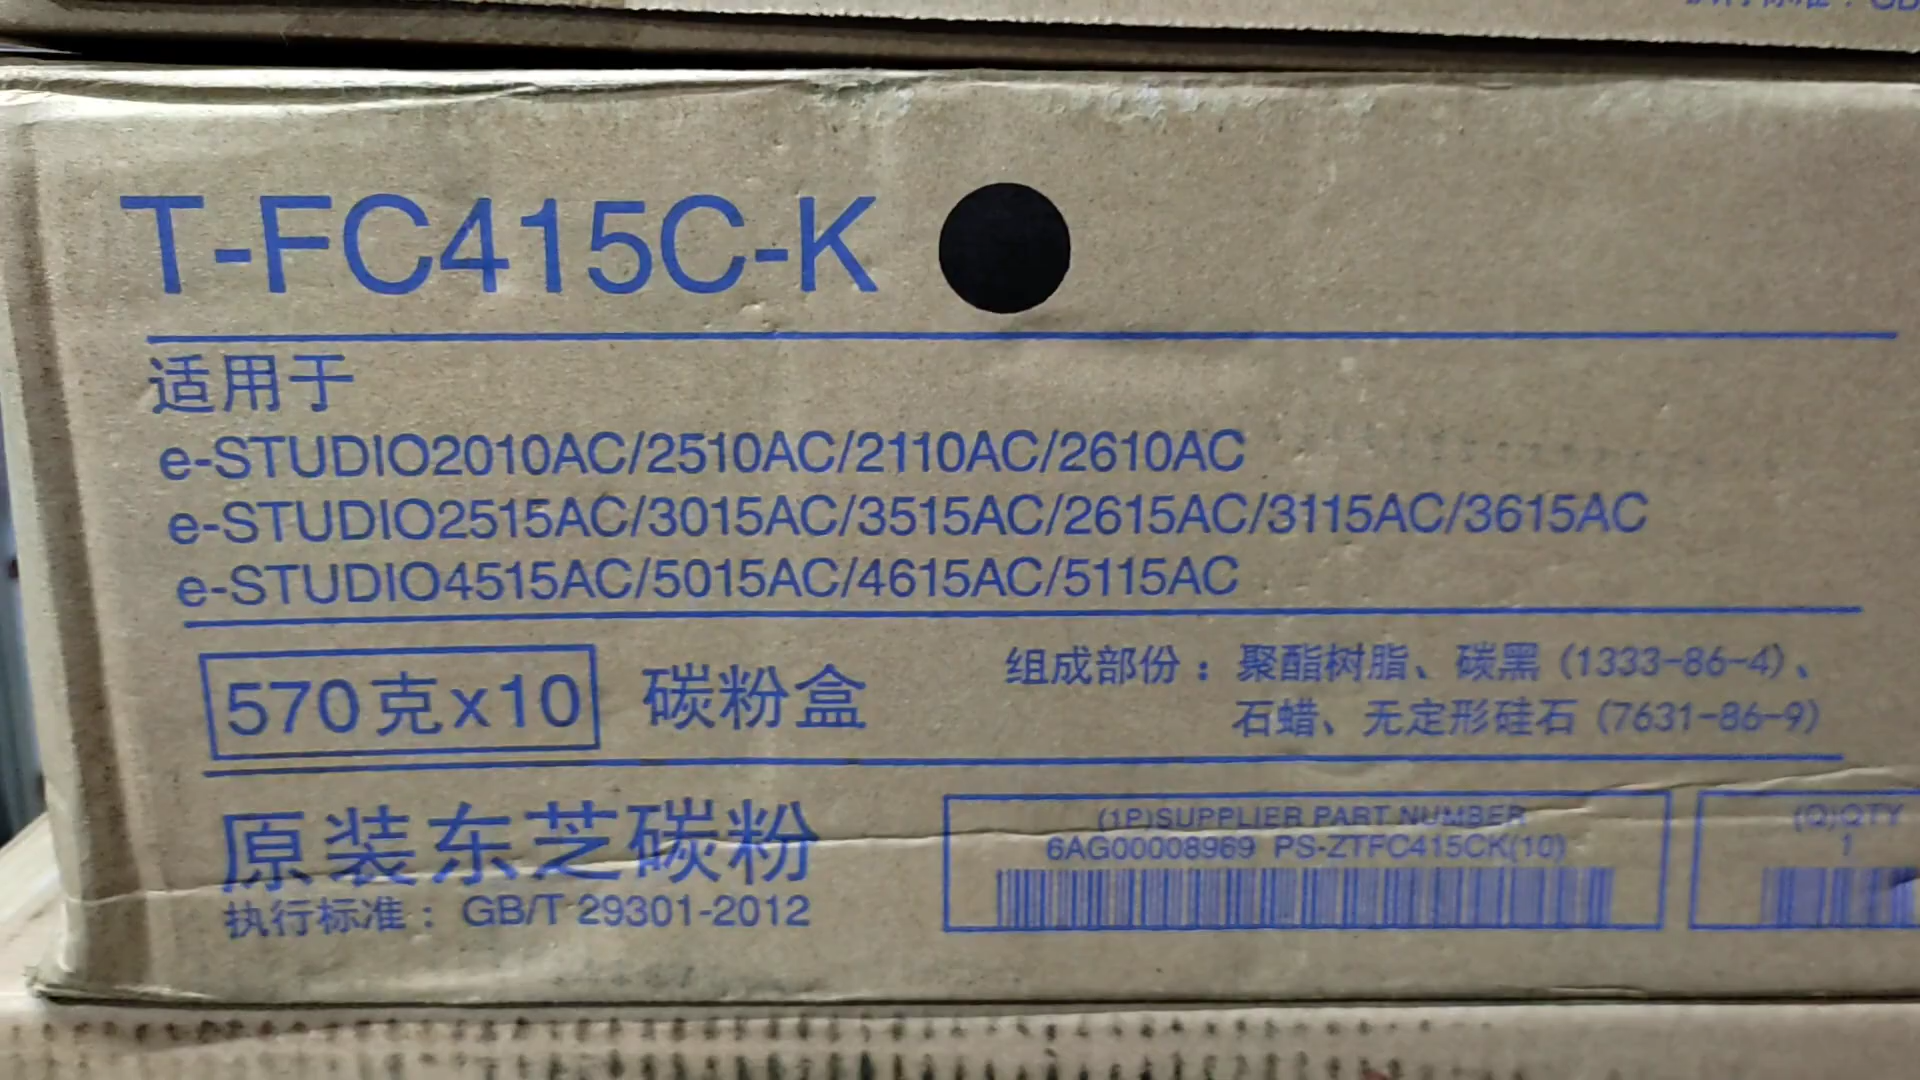 T-FC415C-K
适用于
e-STUDIO2010AC/2510AC/2110AC/2610AC
e-STUDIO2515AC/3015AC/3515AC/2615AC/3115AC/3615AC
e-STUDIO4515AC/5015AC/4615AC/5115AC
570克x10 碳粉盒
组成部份：聚酯树脂、碳黑 (1333-86-4)、
石蜡、无定形硅石 (7631-86-9)
原装东芝碳粉
执行标准：GB/T 29301-2012
(1P)SUPPLIER PART NUMBER
6AG00008969 PS-ZTFC415CK(10)
(Q)QTY
1